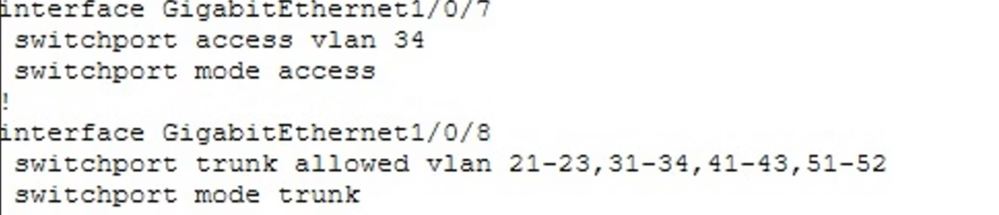 interface GigabitEthernet1/0/7
switchport access vlan 34
switchport mode access
!
interface GigabitEthernet1/0/8
switchport trunk allowed vlan 21-23,31-34,41-43,51-52
switchport mode trunk